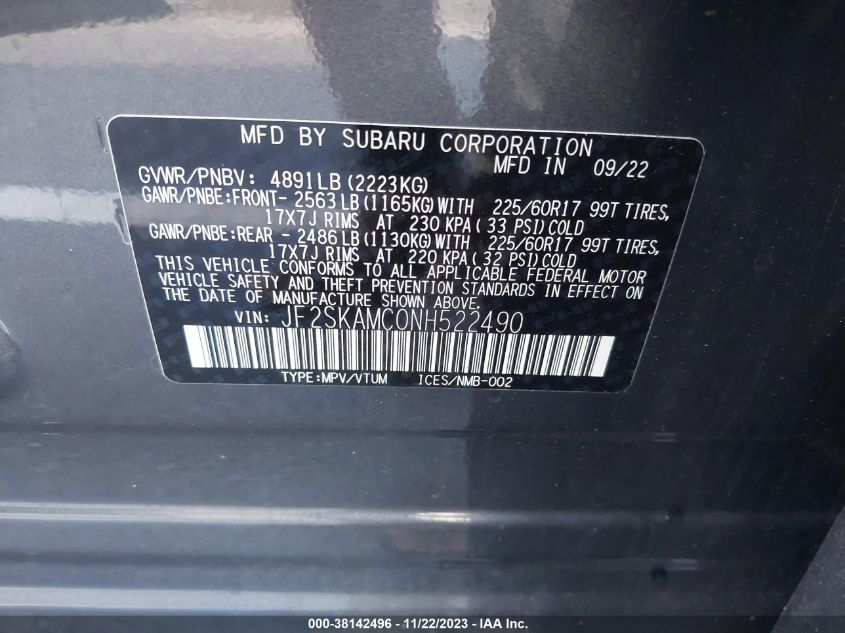 MFD BY SUBARU CORPORATION
MFD IN 09/22
GVWR/PNBV: 4891LB(2223KG)
GAWR/PNBE:FRONT- 2563LB(1165KG)WITH 225/60R17 99T TIRES,
17X7J RIMS AT 230 KPA( 33 PSI)COLD
GAWR/PNBE:REAR - 2486LB(1130KG)WITH 225/60R17 99T TIRES,
17X7J RIMS AT 220 KPA( 32 PSI)COLD
THIS VEHICLE CONFORMS TO ALL APPLICABLE FEDERAL MOTOR
VEHICLE SAFETY AND THEFT PREVENTION STANDARDS IN EFFECT ON
THE DATE OF MANUFACTURE SHOWN ABOVE.
VIN: JF2SKAMC0NH522490
TYPE:MPV/VTUM ICES/NMB-002
000-38142496 - 11/22/2023 - IAA Inc.